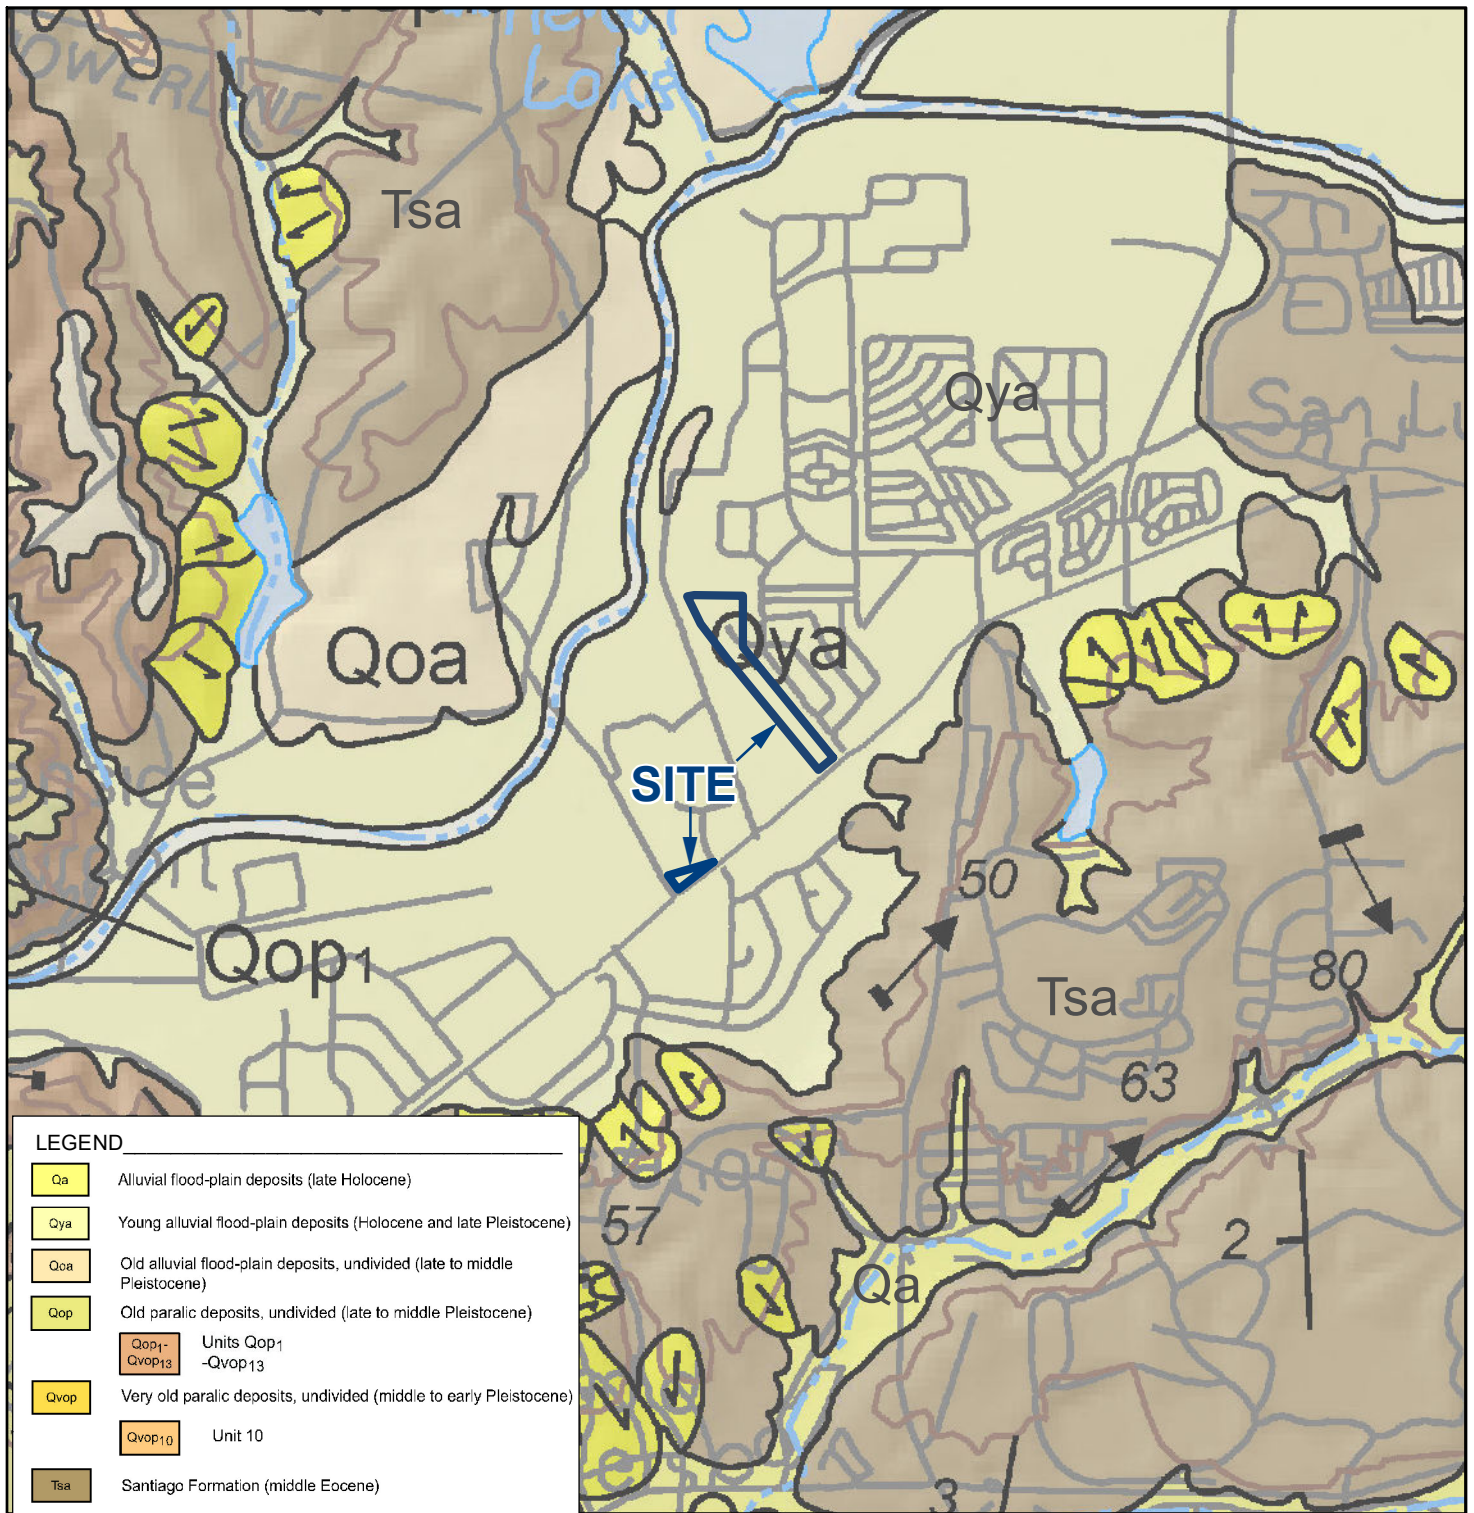 OWERLINE
Tsa
Qya
San Lu
Qoa
Qya
SITE
50
Qop1
Tsa
80
63
57
2
Qa
3
LEGEND
Qa Alluvial flood-plain deposits (late Holocene)
Qya Young alluvial flood-plain deposits (Holocene and late Pleistocene)
Qoa Old alluvial flood-plain deposits, undivided (late to middle
Pleistocene)
Qop Old paralic deposits, undivided (late to middle Pleistocene)
Qop1- Units Qop1
Qvop13 -Qvop13
Qvop Very old paralic deposits, undivided (middle to early Pleistocene)
Qvop10 Unit 10
Tsa Santiago Formation (middle Eocene)